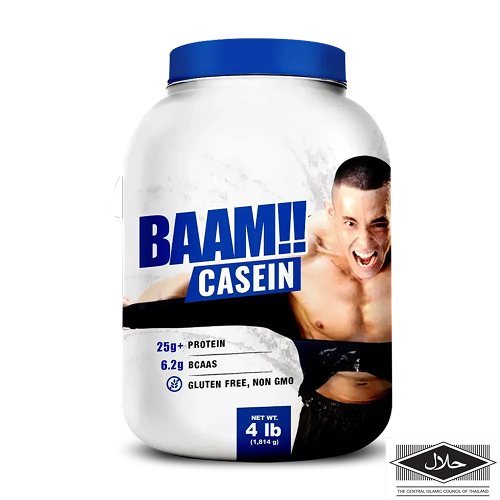 BAAM!!
CASEIN
25g+ PROTEIN
6.2g BCAAS
GLUTEN FREE, NON GMO
NET WT.
4 lb
(1,814 g)
حلال
THE CENTRAL ISLAMIC COUNCIL OF THAILAND